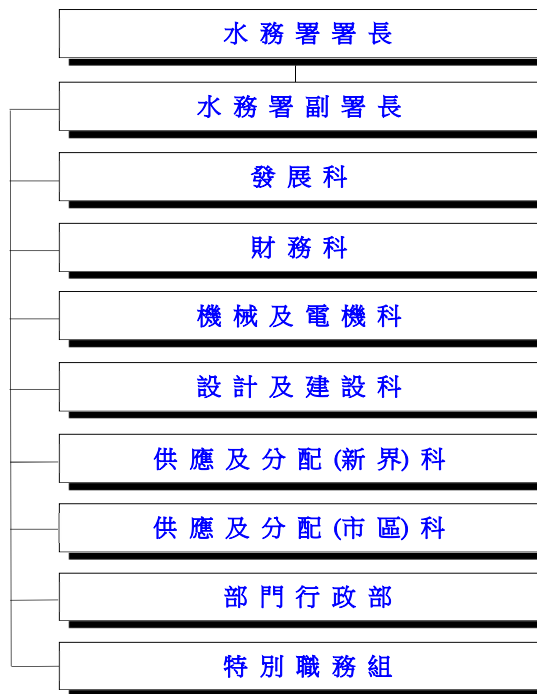 水務署署長
水務署副署長
發展科
財務科
機械及電機科
設計及建設科
供應及分配(新界)科
供應及分配(市區)科
部門行政部
特別職務組